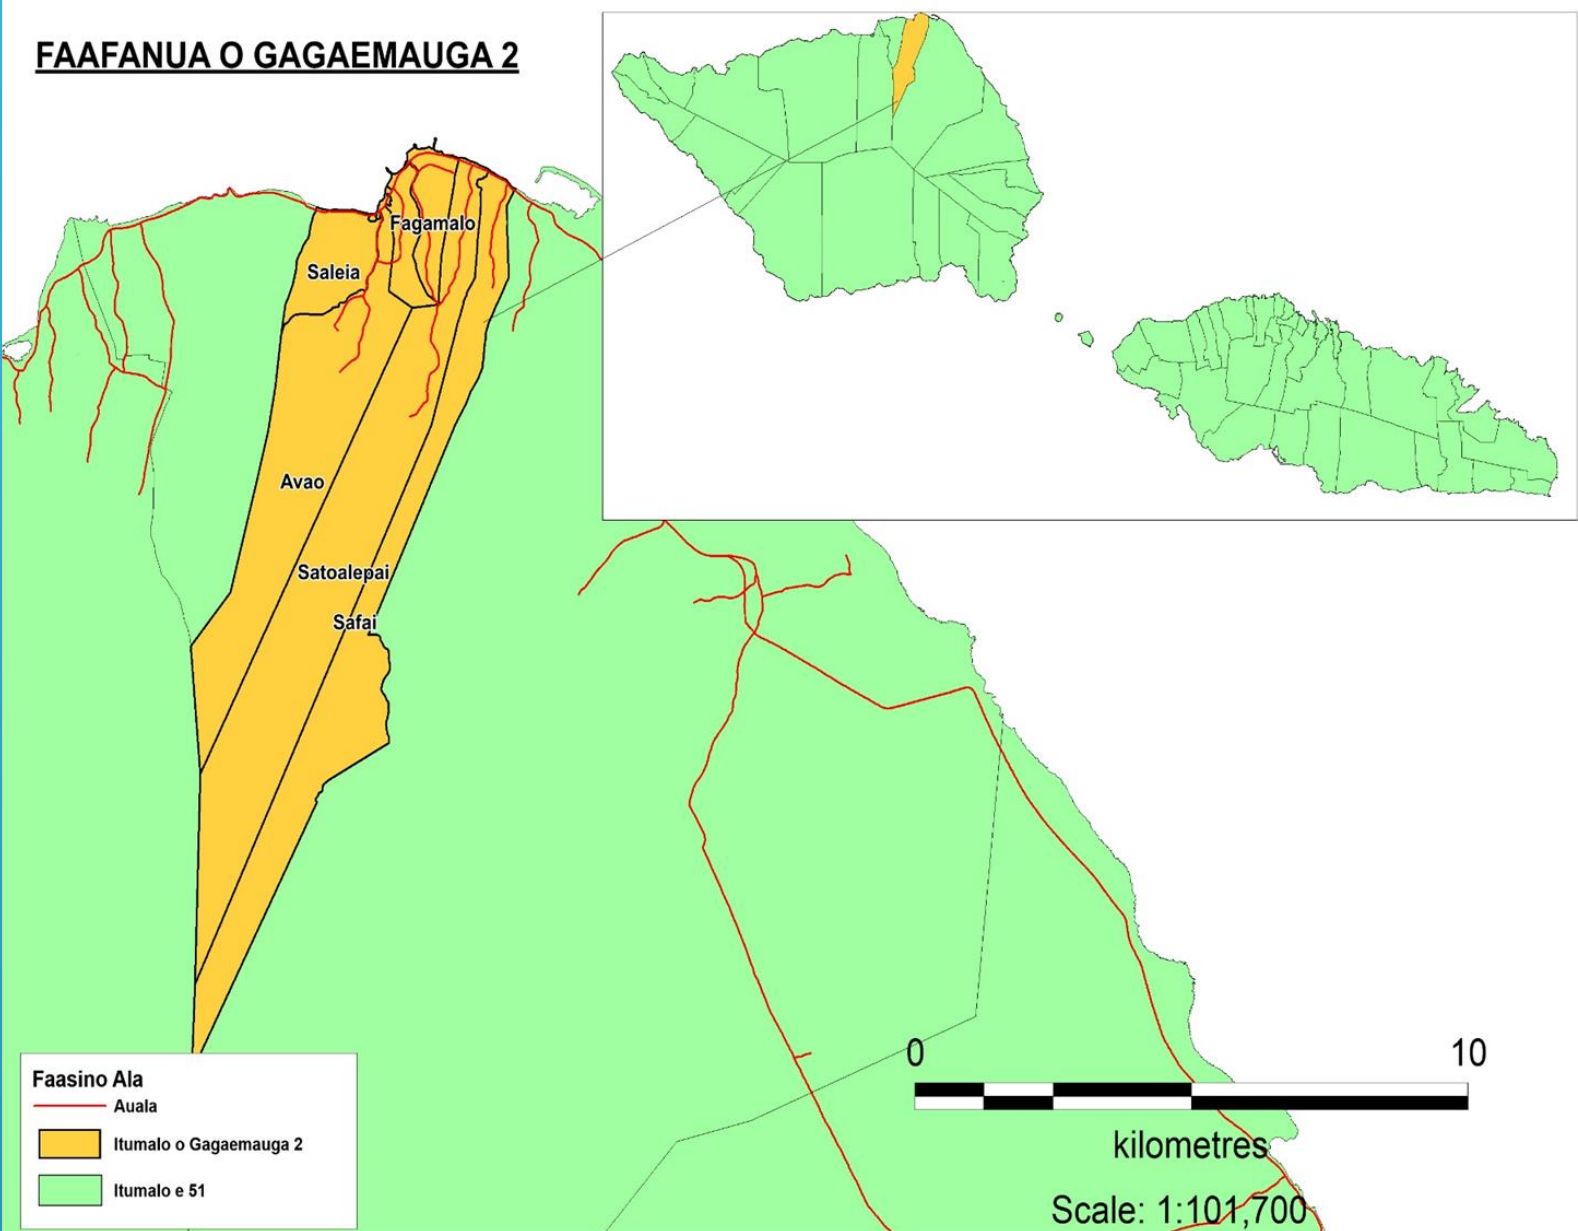 FAAFANUA O GAGAEMAUGA 2
Fagamalo
Saleia
Avao
Satoalepai
Safai
Faasino Ala
Auala
Itumalo o Gagaemauga 2
Itumalo e 51
0 10
kilometres
Scale: 1:101,700